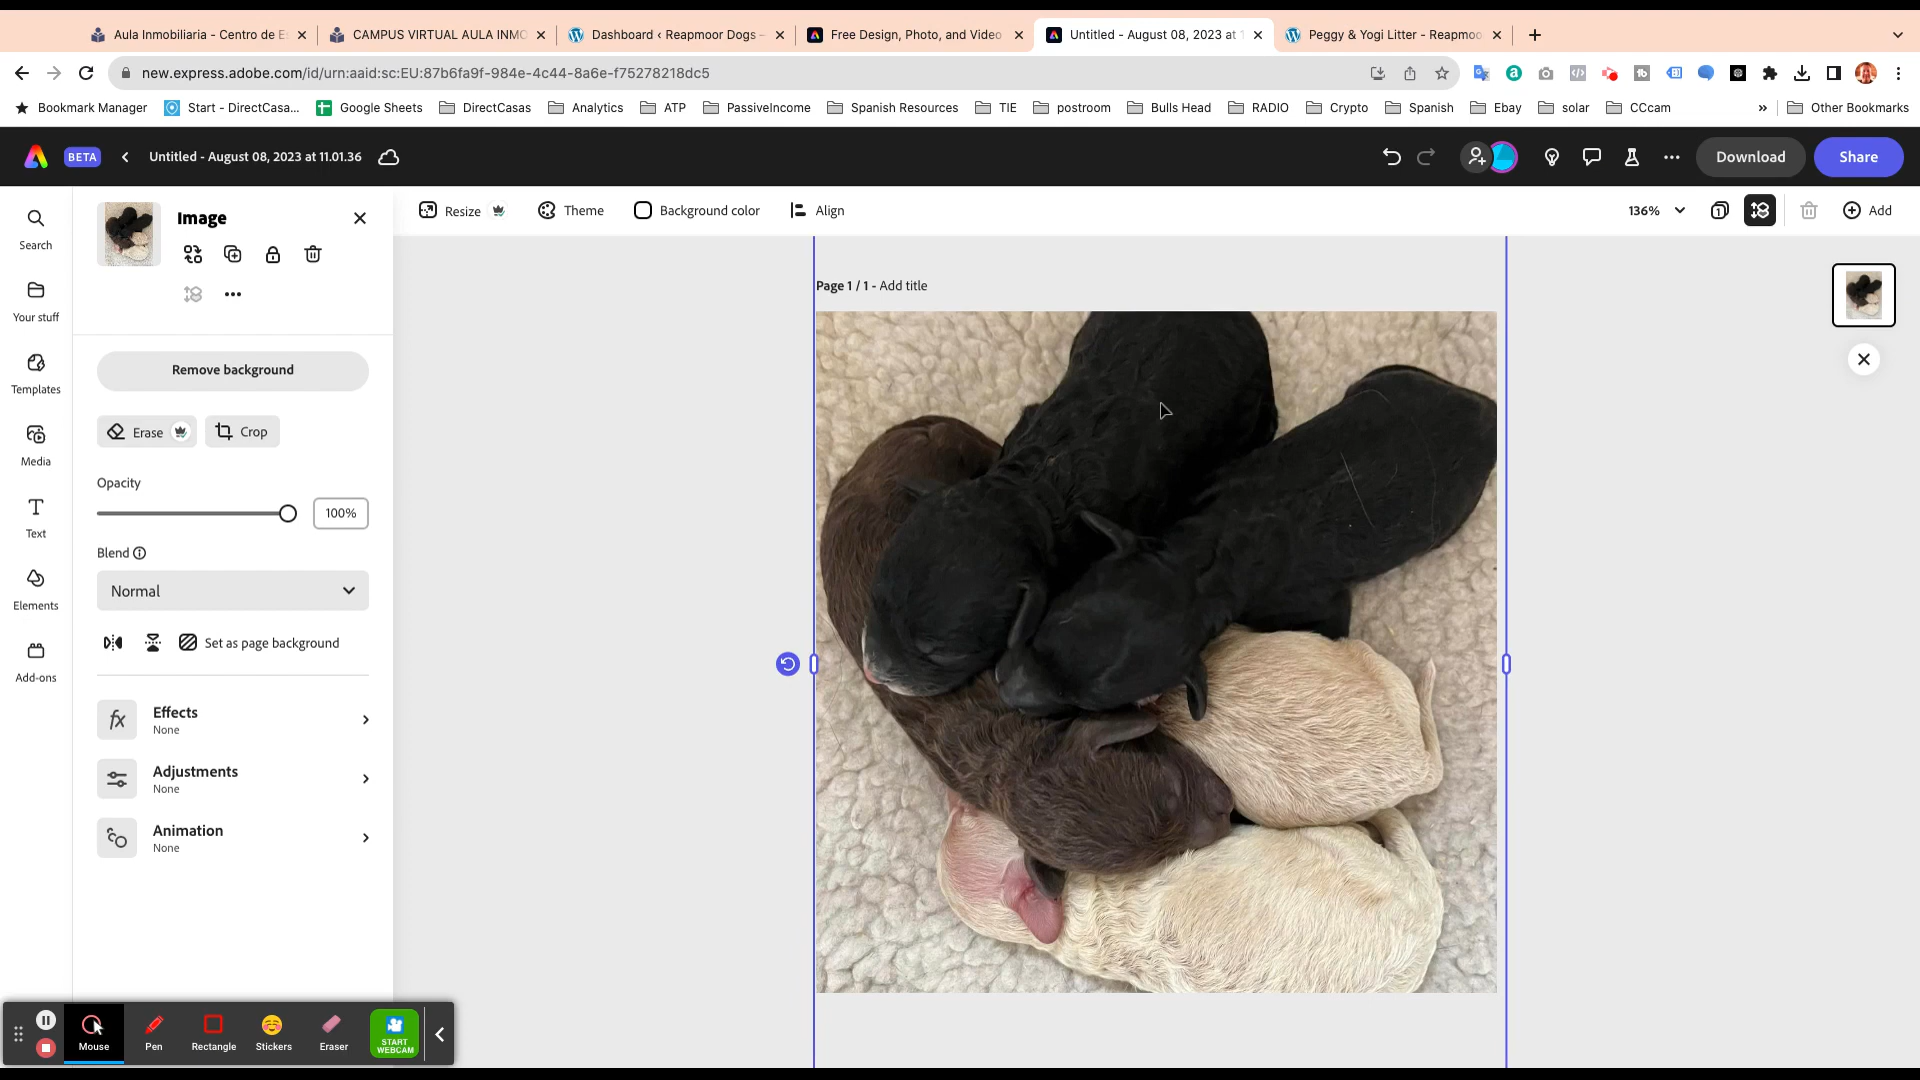 Aula Inmobiliaria - Centro de Es
CAMPUS VIRTUAL AULA INMO
Dashboard ‹ Reapmoor Dogs —
Free Design, Photo, and Video
Untitled - August 08, 2023 at 1
Peggy & Yogi Litter - Reapmoo
new.express.adobe.com/id/urn:aaid:sc:EU:87b6fa9f-984e-4c44-8a6e-f75278218dc5
Bookmark Manager
Start - DirectCasa...
Google Sheets
DirectCasas
Analytics
ATP
PassiveIncome
Spanish Resources
TIE
postroom
Bulls Head
RADIO
Crypto
Spanish
Ebay
solar
CCcam
»
Other Bookmarks
BETA
Untitled - August 08, 2023 at 11.01.36
Download
Share
Search
Your stuff
Templates
Media
Text
Elements
Add-ons
Image
Remove background
Erase
Crop
Opacity
100%
Blend
Normal
Set as page background
Effects
None
Adjustments
None
Animation
None
Resize
Theme
Background color
Align
136%
1
Add
Page 1 / 1 - Add title
Mouse
Pen
Rectangle
Stickers
Eraser
START
WEBCAM